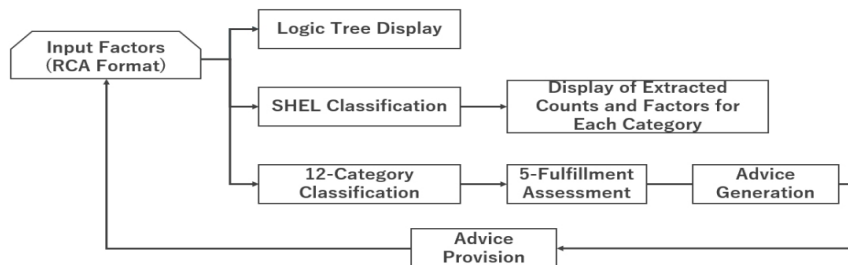 Input Factors
(RCA Format)
Logic Tree Display
SHEL Classification
Display of Extracted
Counts and Factors for
Each Category
12-Category
Classification
5-Fulfillment
Assessment
Advice
Generation
Advice
Provision